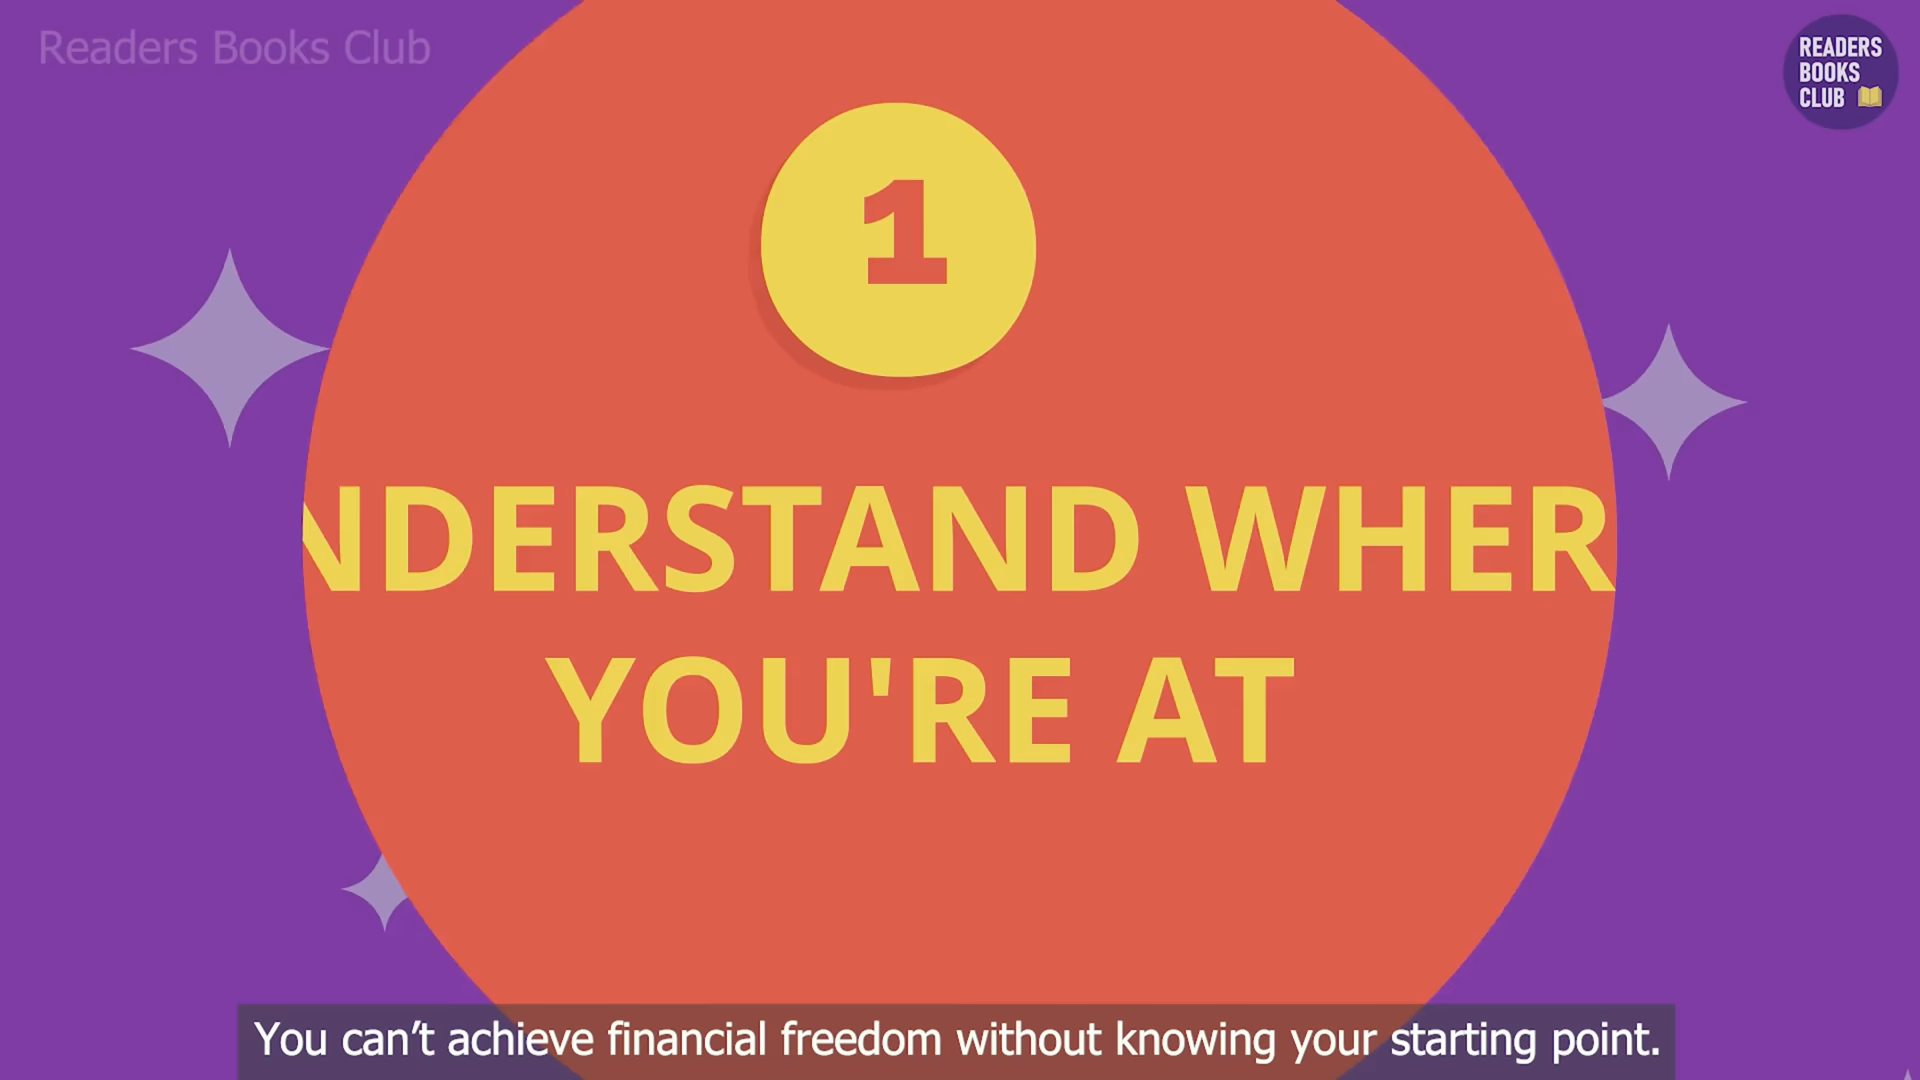 Readers Books Club
READERS
BOOKS
CLUB
1
NDERSTAND WHER
YOU'RE AT
You can’t achieve financial freedom without knowing your starting point.